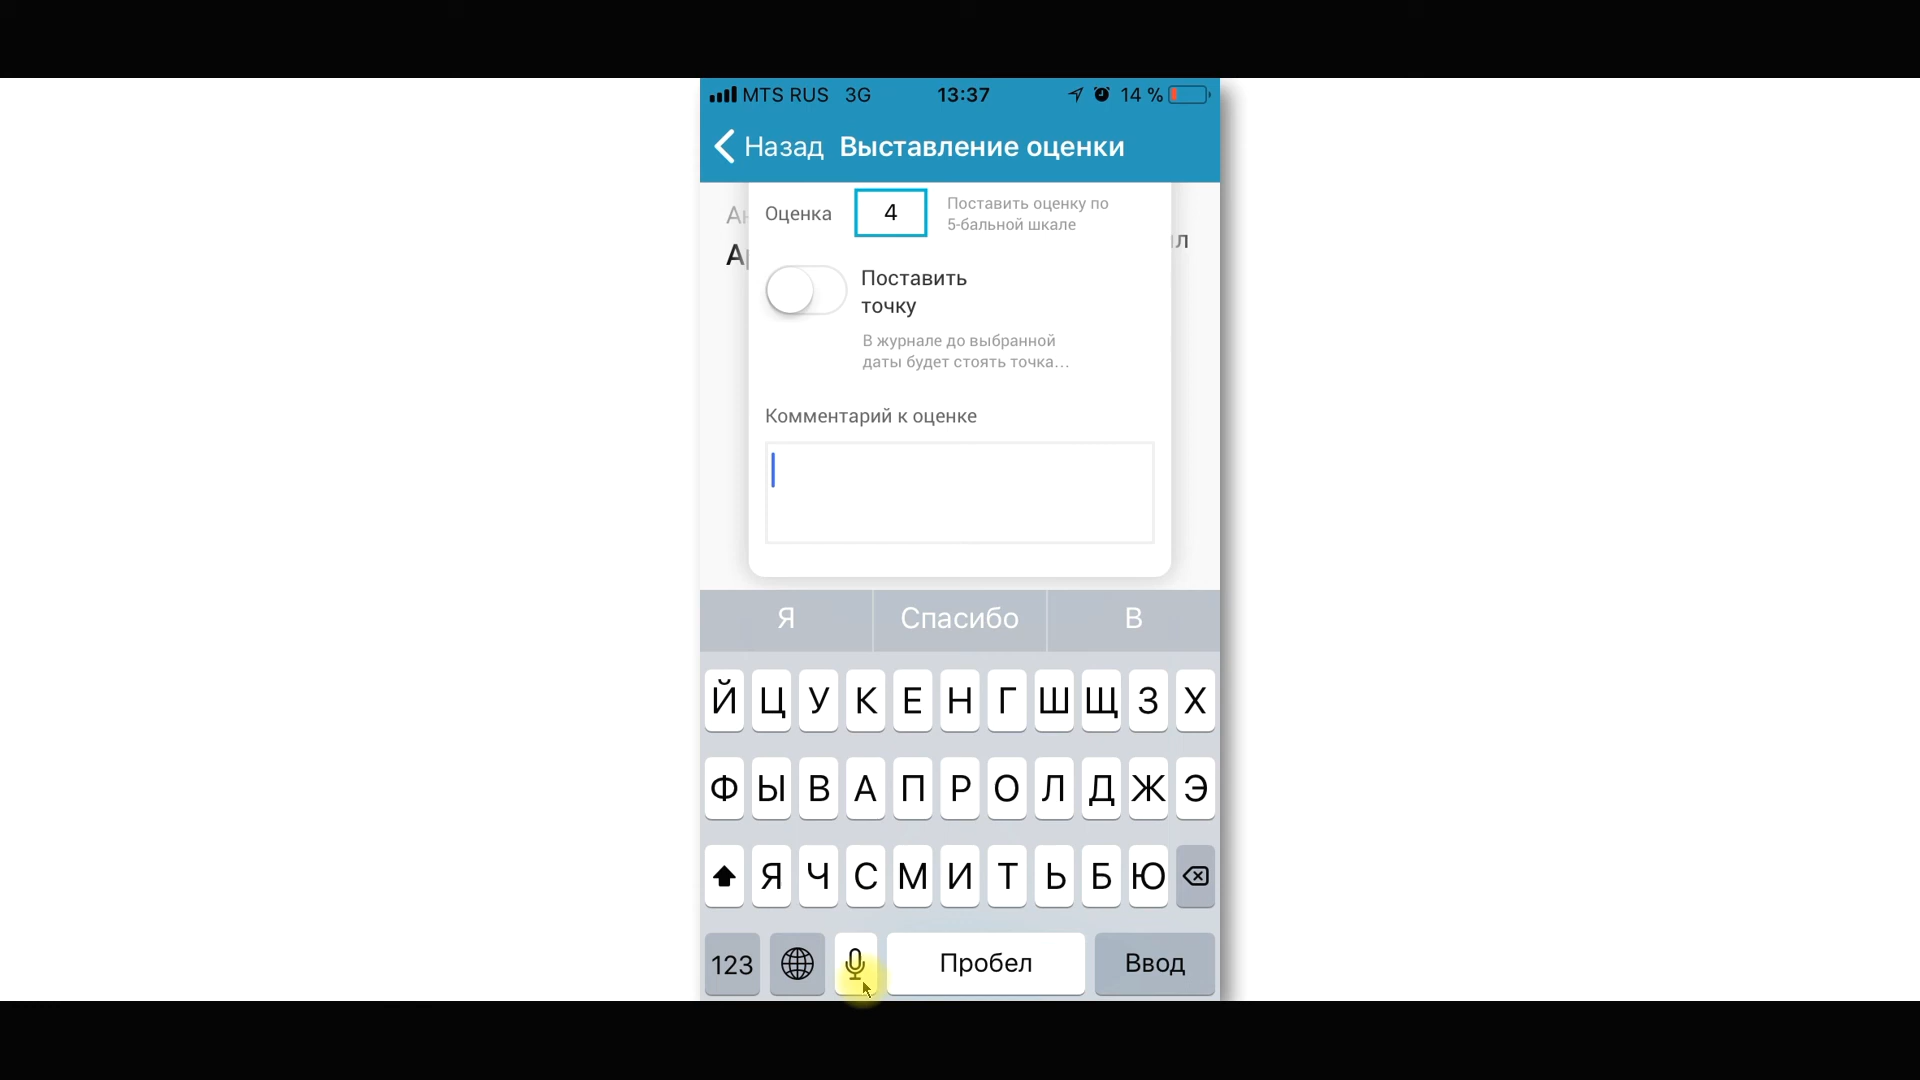 MTS RUS 3G 13:37 14 %
Назад Выставление оценки
Оценка 4 Поставить оценку по
5-бальной шкале
Поставить
точку
В журнале до выбранной
даты будет стоять точка...
Комментарий к оценке
Я Спасибо В
Й Ц У К Е Н Г Ш Щ З Х
Ф Ы В А П Р О Л Д Ж Э
Я Ч С М И Т Ь Б Ю
123 Пробел Ввод